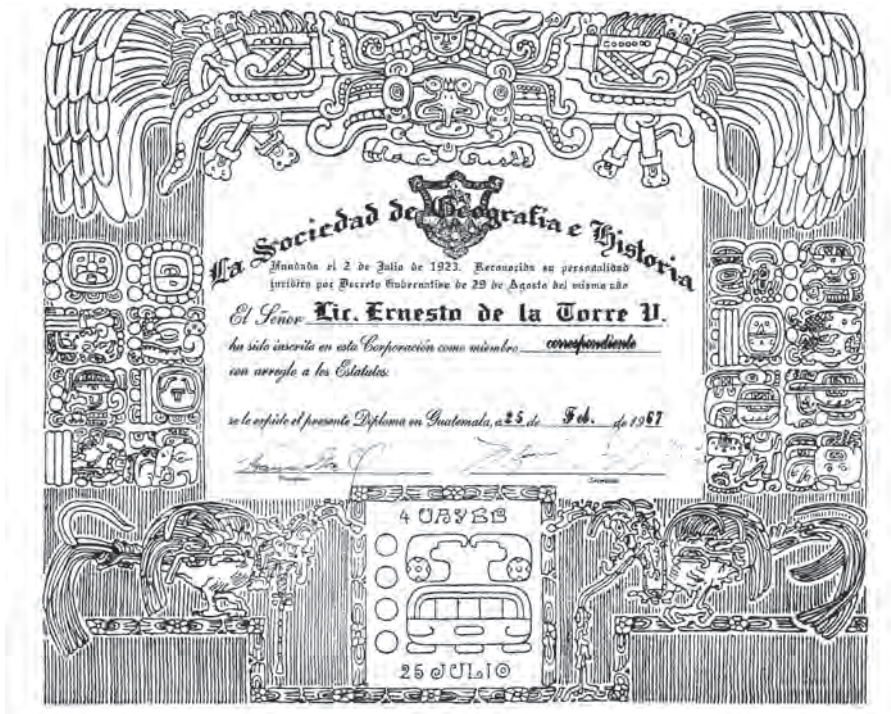 La Sociedad de Geografía e Historia
Fundada el 2 de Julio de 1923. Reconocida su personalidad
jurídica por Decreto Gubernativo de 29 de Agosto del mismo año
El Señor Lic. Ernesto de la Torre V.
ha sido inscrito en esta Corporación como miembro correspondiente
con arreglo a los Estatutos.
se le expide el presente Diploma en Guatemala, a 25 de Feb. de 1967
Presidente Secretario
4 UAYEB
25 JULIO